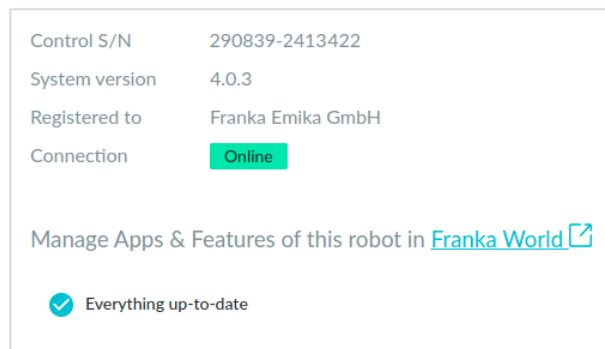 Control S/N 290839-2413422
System version 4.0.3
Registered to Franka Emika GmbH
Connection Online
Manage Apps & Features of this robot in Franka World
Everything up-to-date